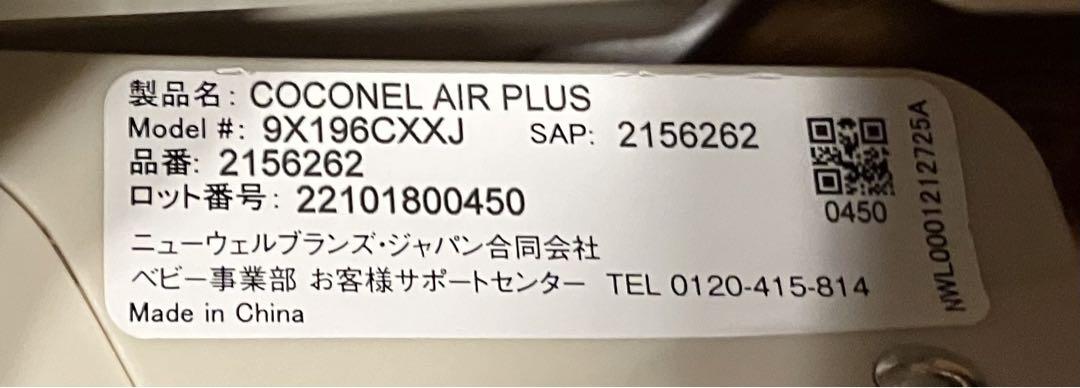 製品名: COCONEL AIR PLUS
Model #: 9X196CXXJ SAP: 2156262
品番: 2156262
ロット番号: 22101800450
ニューウェルブランズ・ジャパン合同会社
ベビー事業部 お客様サポートセンター TEL 0120-415-814
Made in China
0450
NWL0001212725A